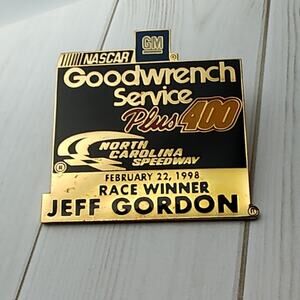 NASCAR GM ®
Goodwrench
Service
Plus 400
NORTH
CAROLINA
SPEEDWAY
®
FEBRUARY 22, 1998
RACE WINNER
JEFF GORDON ®